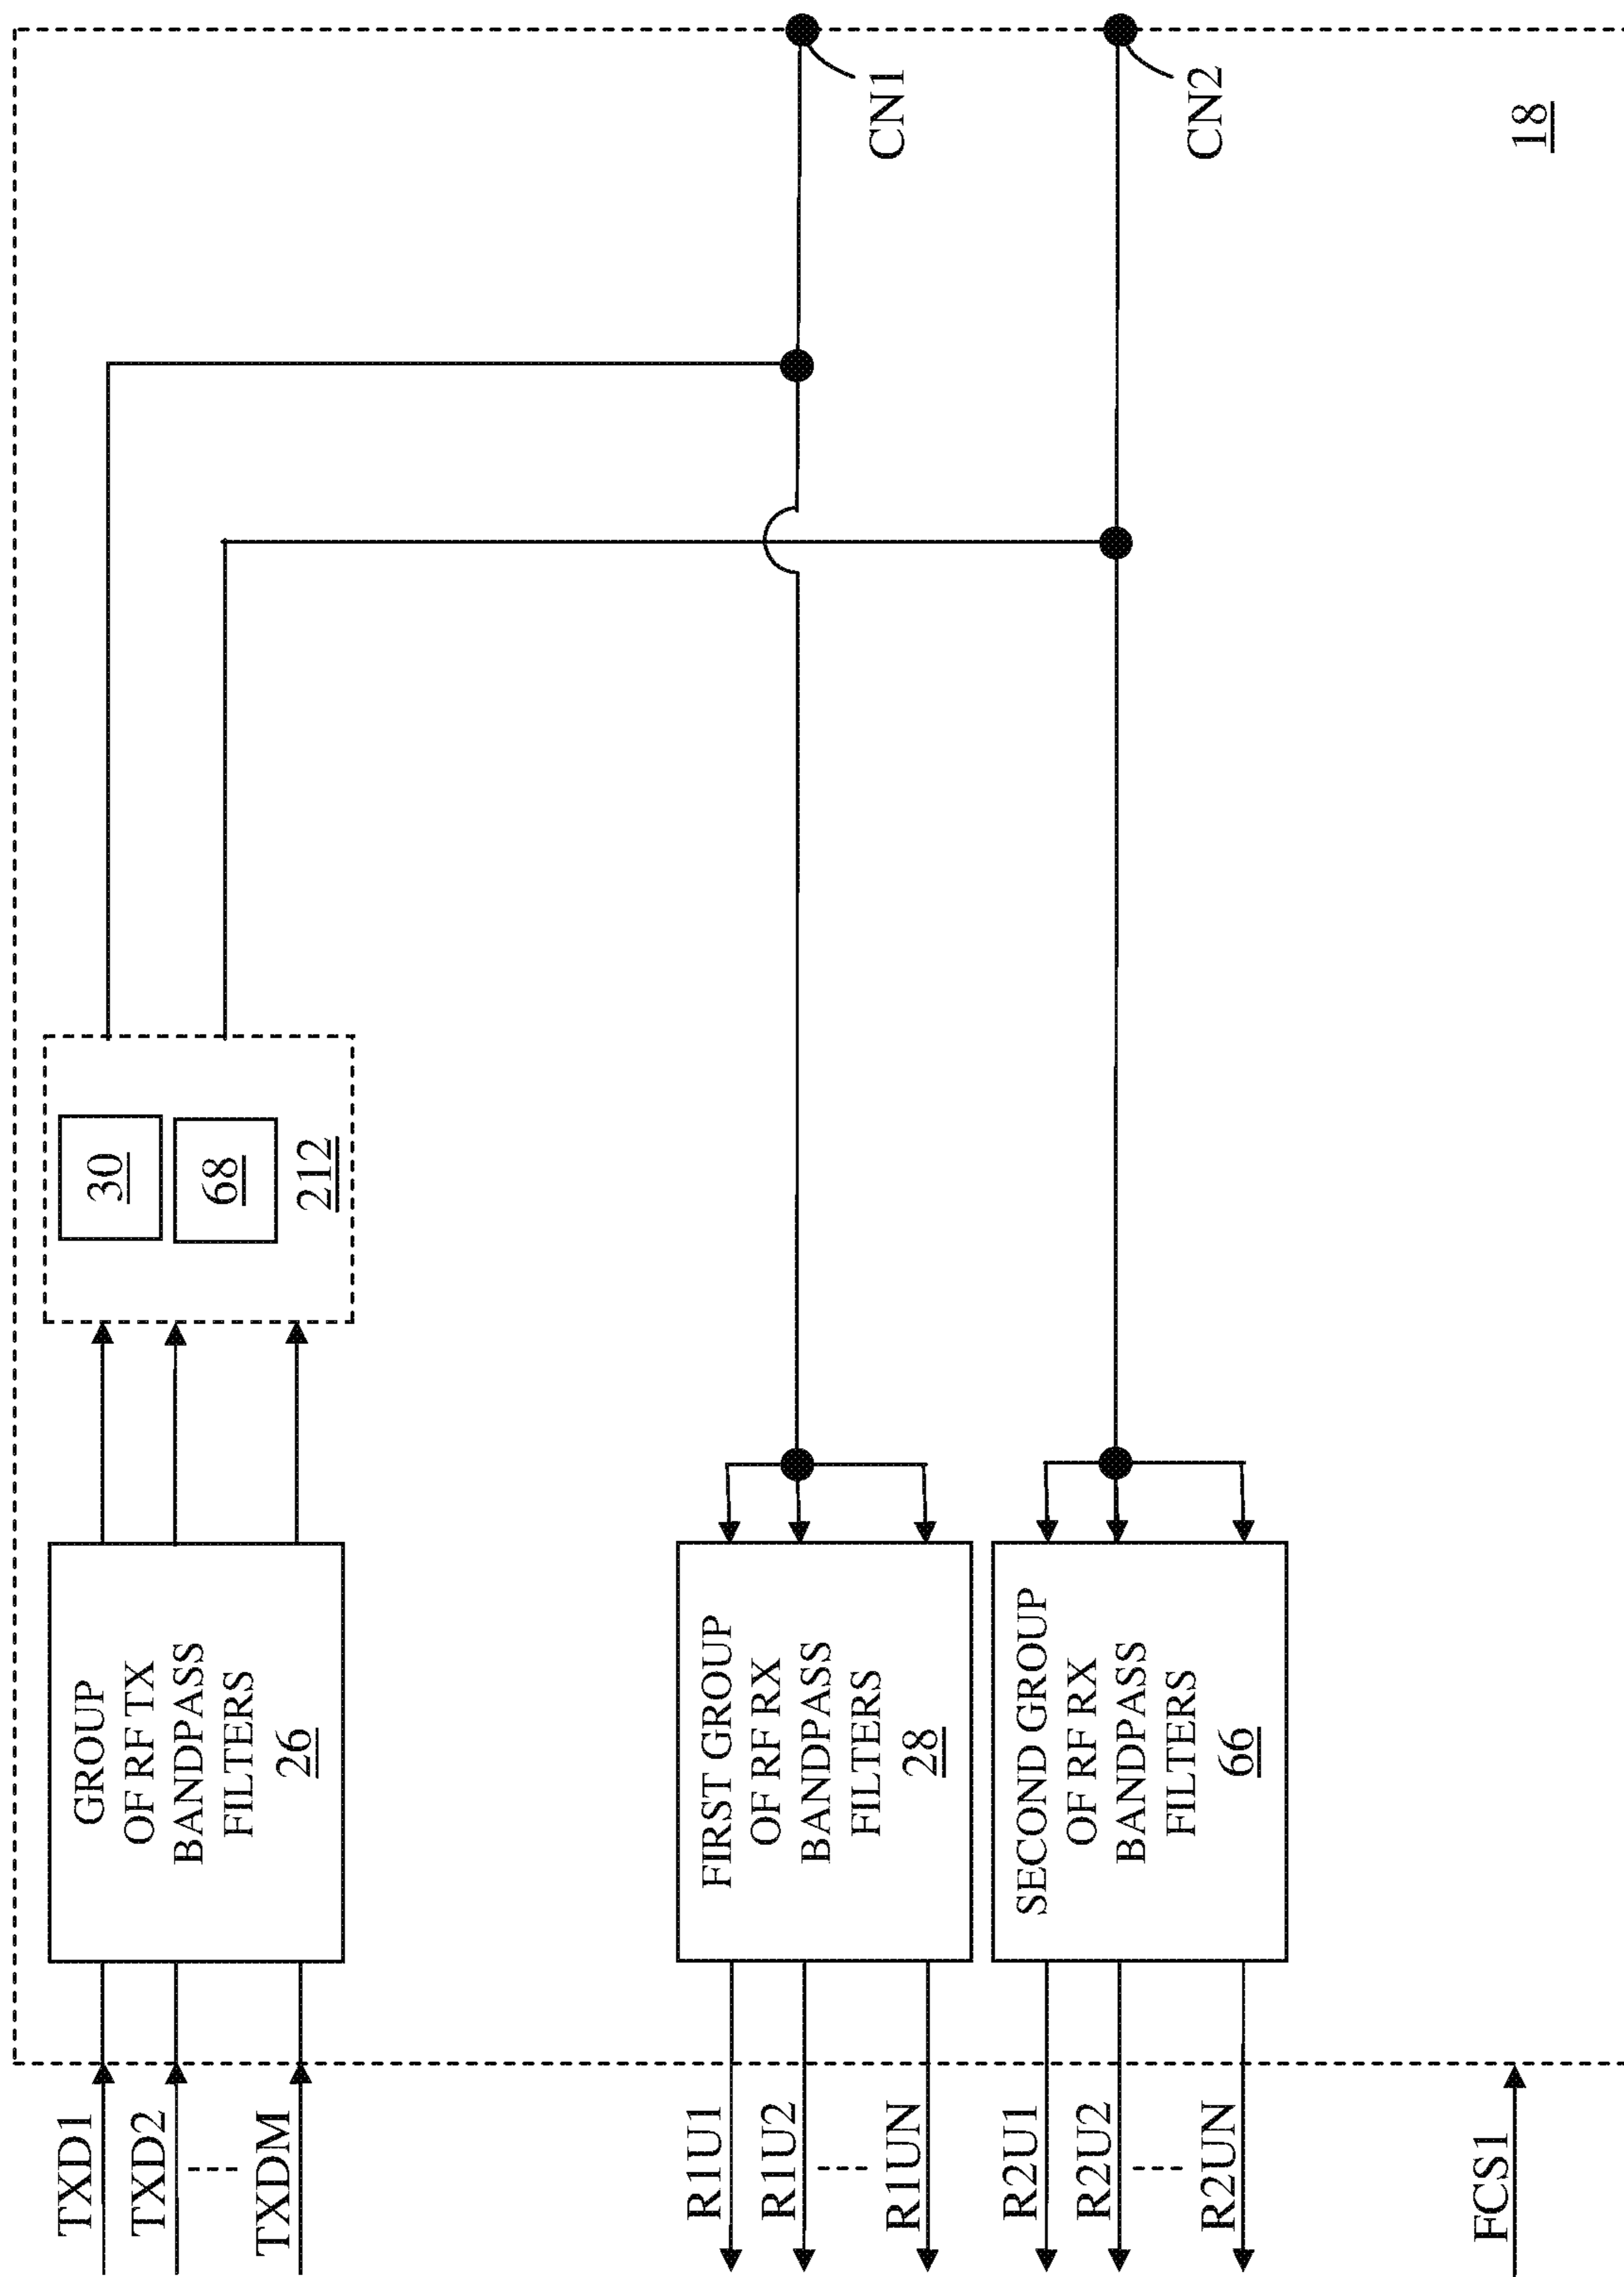 TXD1
TXD2
TXDM
GROUP
OF RF TX
BANDPASS
FILTERS
26
30
68
212
R1U1
R1U2
R1UN
FIRST GROUP
OF RF RX
BANDPASS
FILTERS
28
CN1
R2U1
R2U2
R2UN
SECOND GROUP
OF RF RX
BANDPASS
FILTERS
66
CN2
FCS1
18